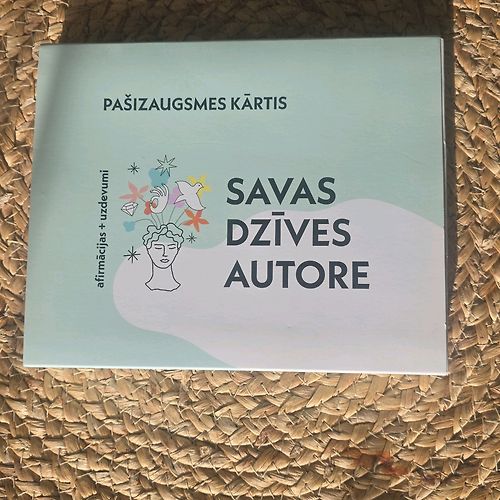 PAŠIZAUGSMES KĀRTIS
afirmācijas + uzdevumi
SAVAS
DZĪVES
AUTORE